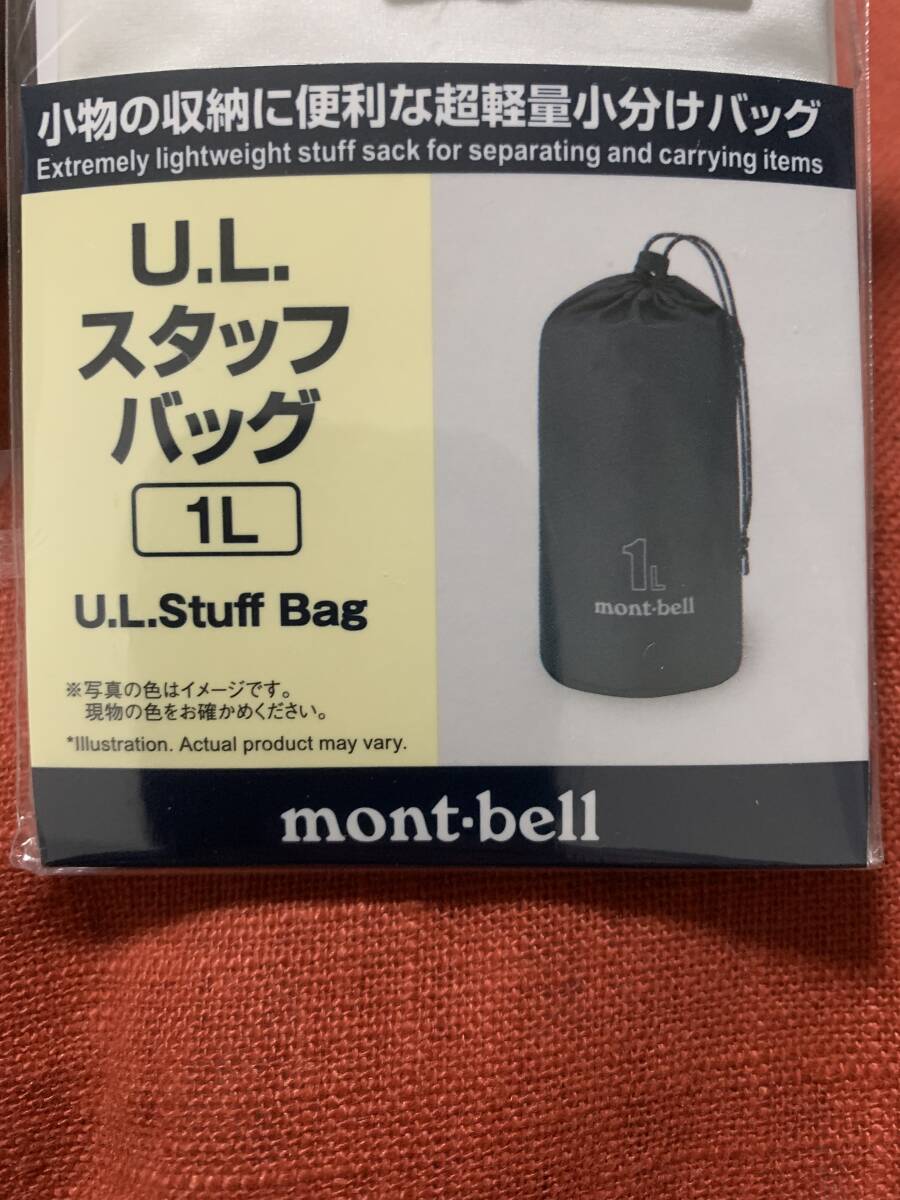 小物の収納に便利な超軽量小分けバッグ
Extremely lightweight stuff sack for separating and carrying items
U.L.
スタッフ
バッグ
1L
U.L.Stuff Bag
※写真の色はイメージです。
現物の色をお確かめください。
*Illustration. Actual product may vary.
1L
mont-bell
mont-bell